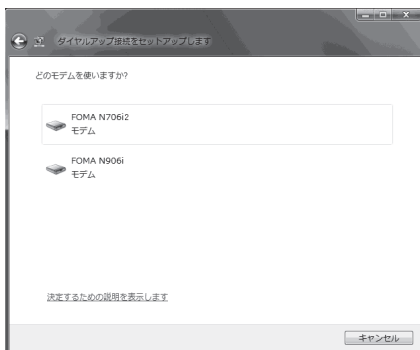 ダイヤルアップ接続をセットアップします
どのモデムを使いますか?
FOMA N706i2
モデム
FOMA N906i
モデム
決定するための説明を表示します
キャンセル